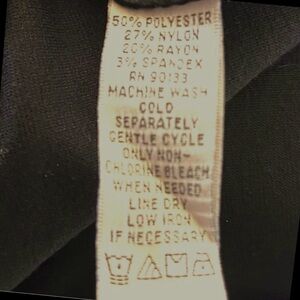 50% POLYESTER
27% NYLON
20% RAYON
3% SPANDEX
RN 90133
MACHINE WASH
COLD
SEPARATELY
GENTLE CYCLE
ONLY NON-
CHLORINE BLEACH
WHEN NEEDED
LINE DRY
LOW IRON
IF NECESSARY